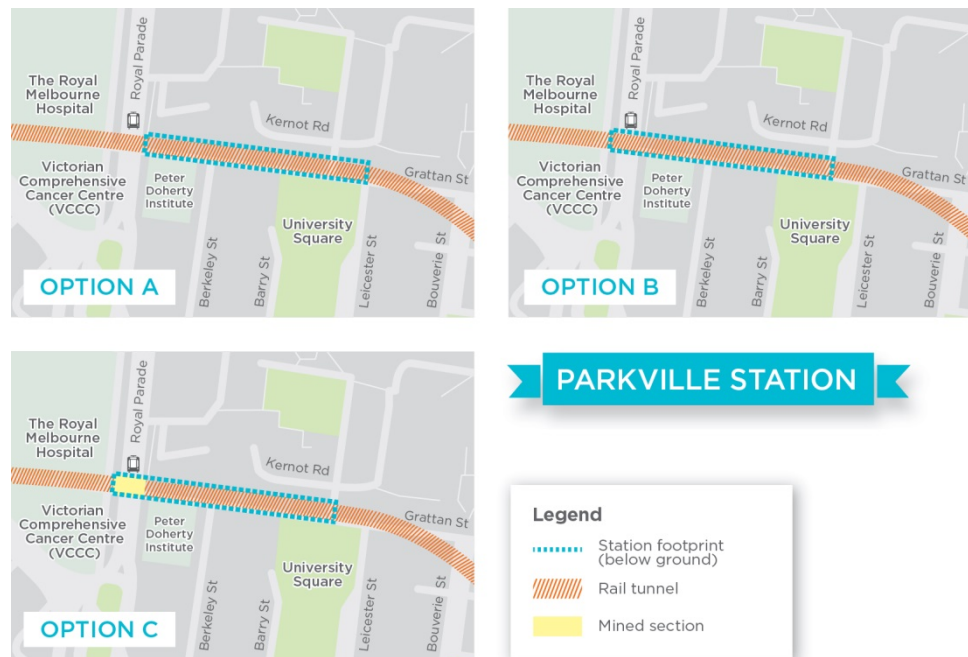 Royal Parade
The Royal
Melbourne
Hospital
Kernot Rd
Victorian
Comprehensive
Cancer Centre
(VCCC)
Peter
Doherty
Institute
Grattan St
University
Square
Berkeley St
Barry St
Leicester St
Bouverie St
OPTION A
Royal Parade
The Royal
Melbourne
Hospital
Kernot Rd
Victorian
Comprehensive
Cancer Centre
(VCCC)
Peter
Doherty
Institute
Grattan St
University
Square
Berkeley St
Barry St
Leicester St
Bouverie St
OPTION B
Royal Parade
The Royal
Melbourne
Hospital
Kernot Rd
Victorian
Comprehensive
Cancer Centre
(VCCC)
Peter
Doherty
Institute
Grattan St
University
Square
Berkeley St
Barry St
Leicester St
Bouverie St
OPTION C
PARKVILLE STATION
Legend
Station footprint
(below ground)
Rail tunnel
Mined section